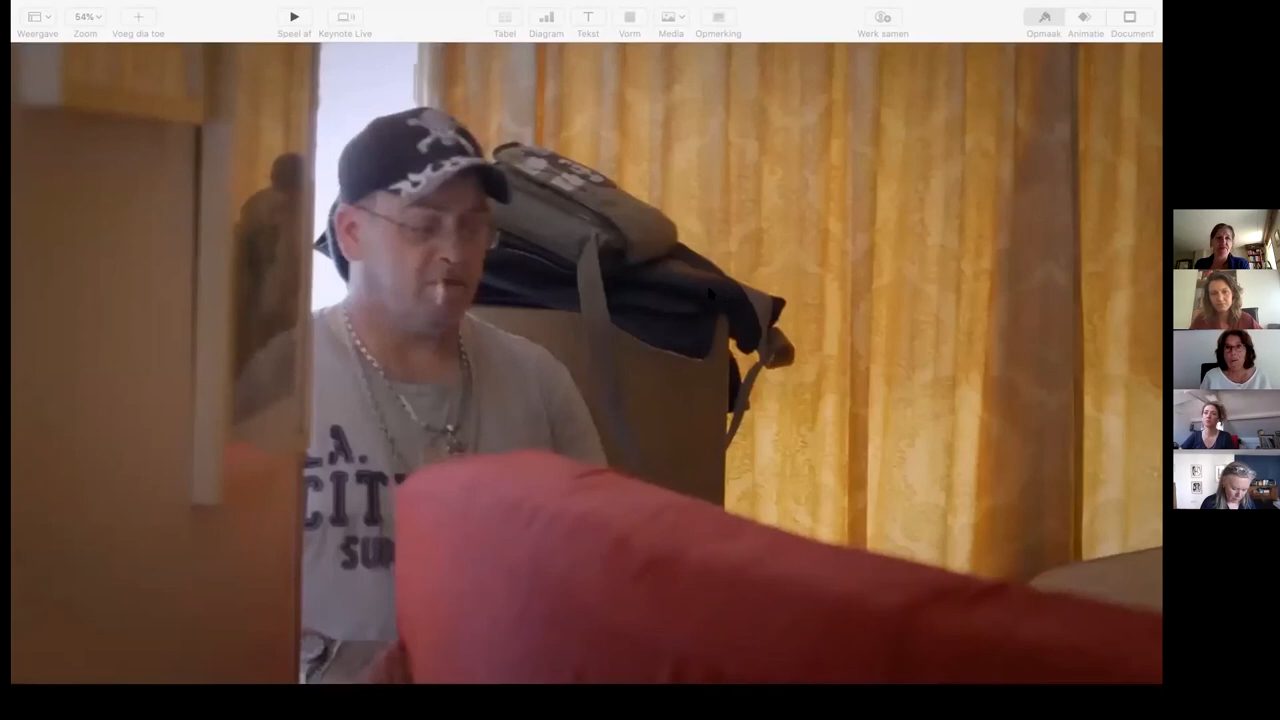 54%
Weergave
Zoom
Voeg dia toe
Speel af
Keynote Live
Tabel
Diagram
Tekst
Vorm
Media
Opmerking
Werk samen
Opmaak
Animatie
Document
L.A.
CIT
SU